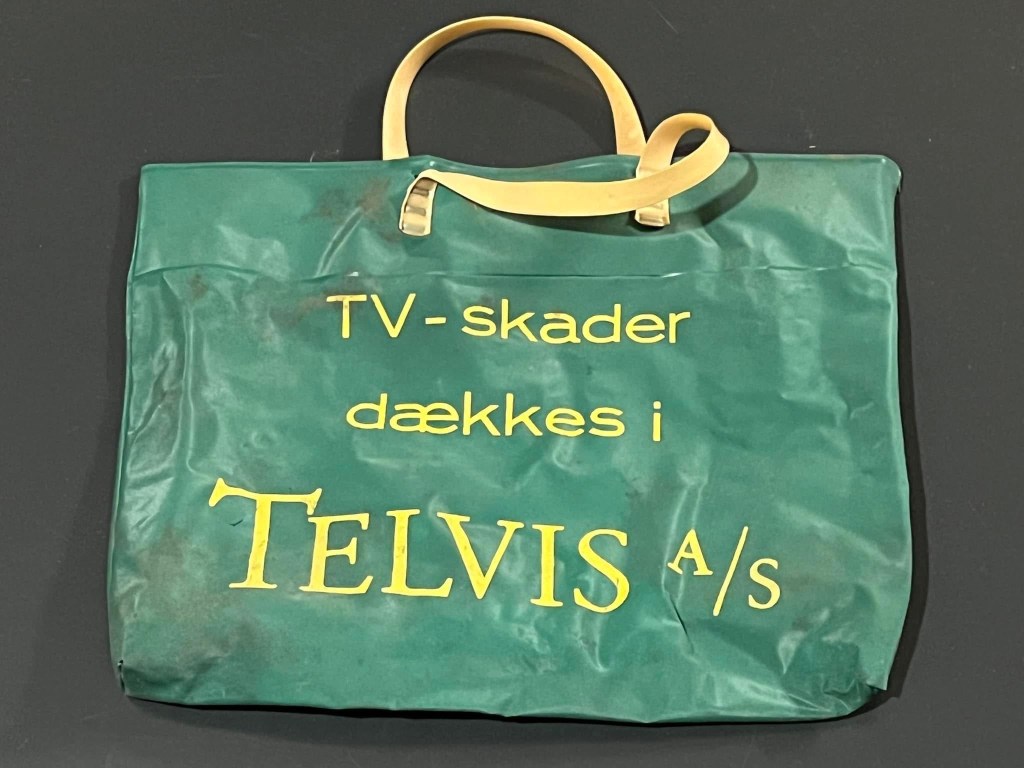 TV-skader
dækkes i
TELVIS A/S